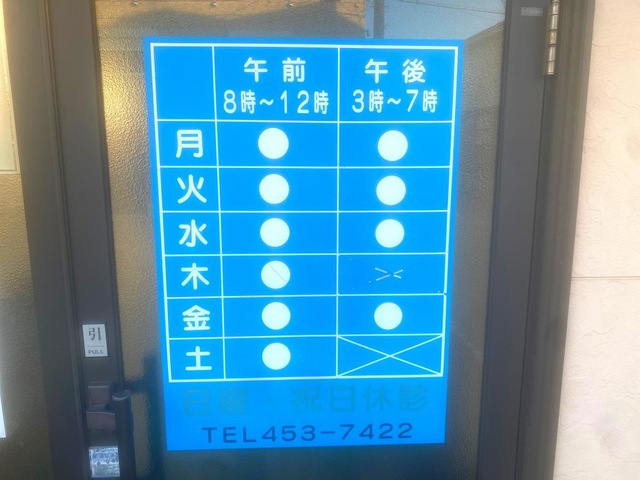 午前 午後
8時～12時 3時～7時
月 ● ●
火 ● ●
水 ● ●
木 ●
金 ● ●
土 ●
日曜・祝日休診
TEL453-7422
引
PULL